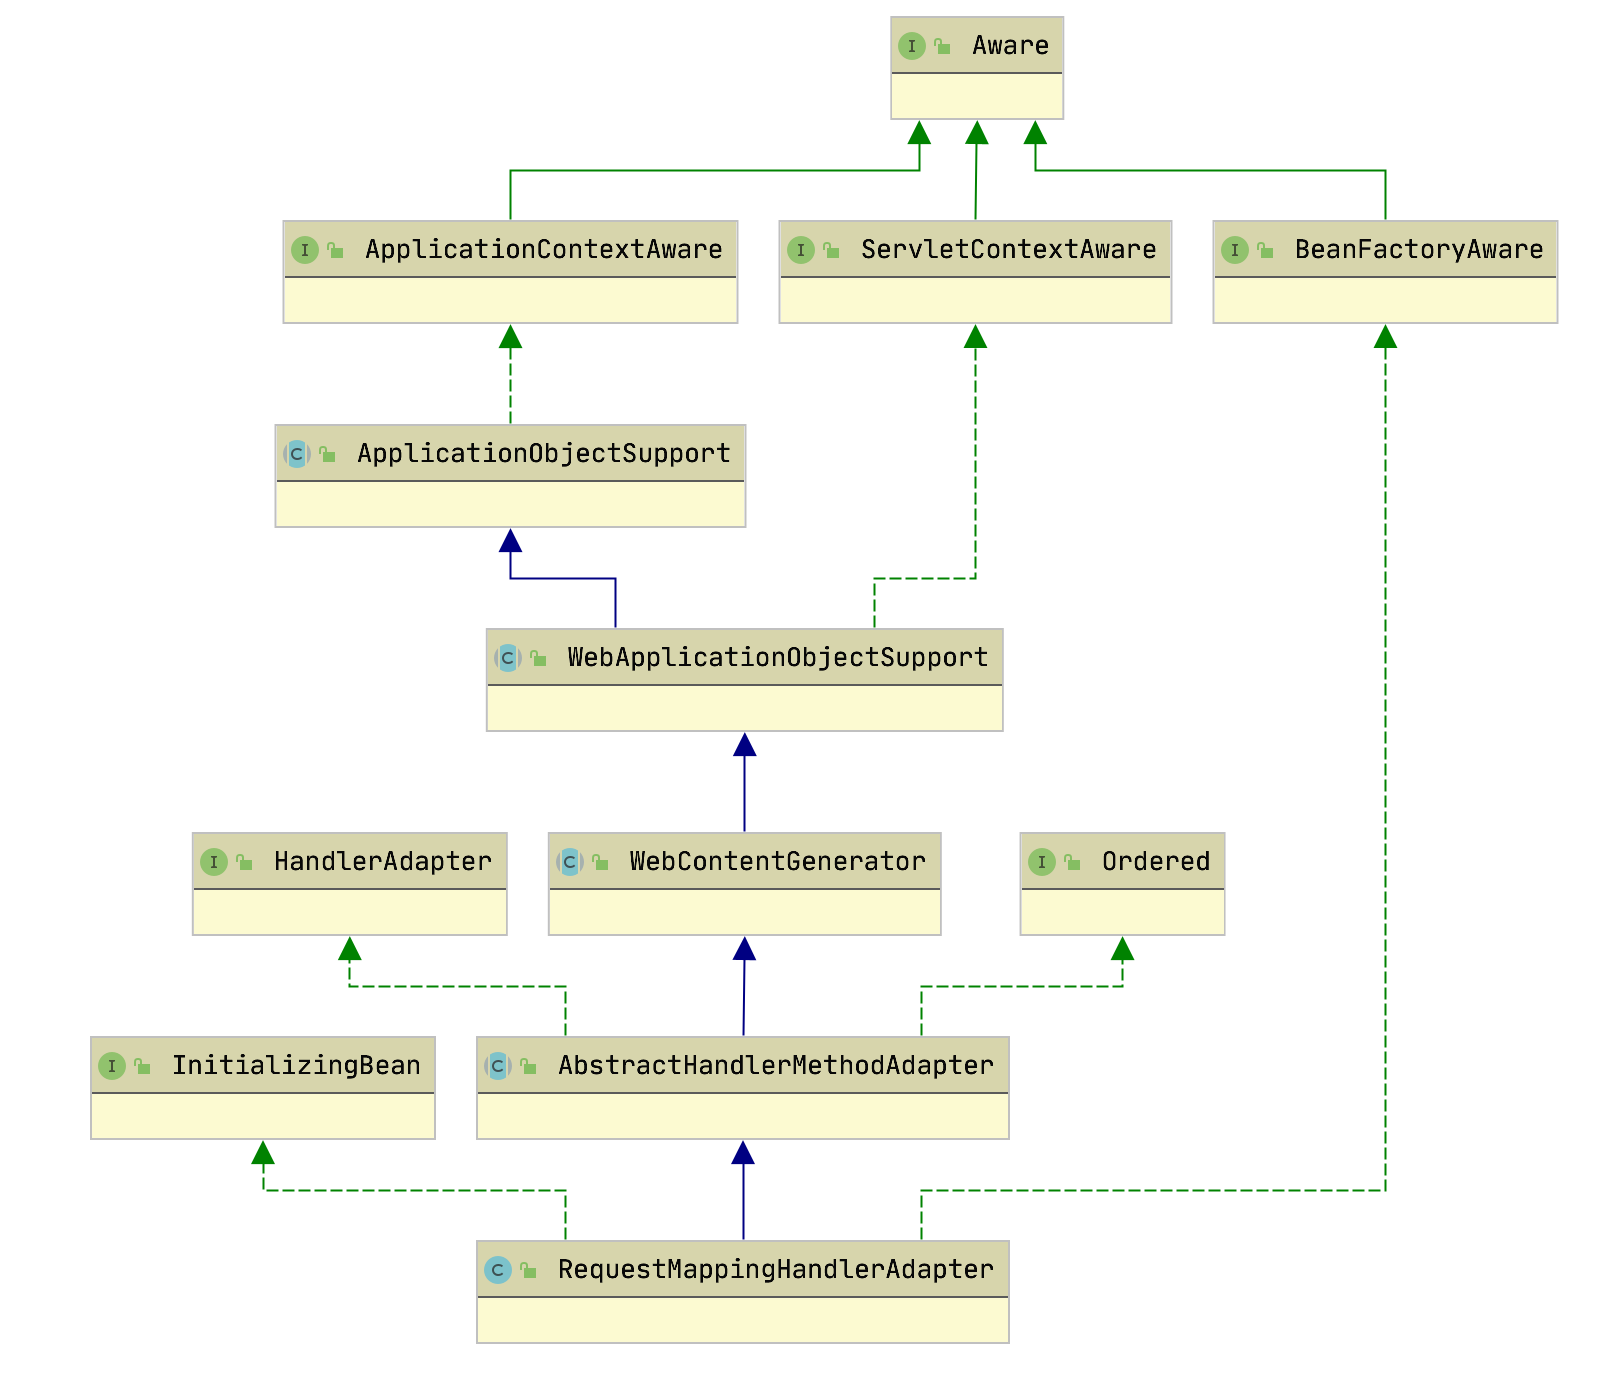 I Aware
I ApplicationContextAware
I ServletContextAware
I BeanFactoryAware
C ApplicationObjectSupport
C WebApplicationObjectSupport
I HandlerAdapter
C WebContentGenerator
I Ordered
I InitializingBean
C AbstractHandlerMethodAdapter
C RequestMappingHandlerAdapter